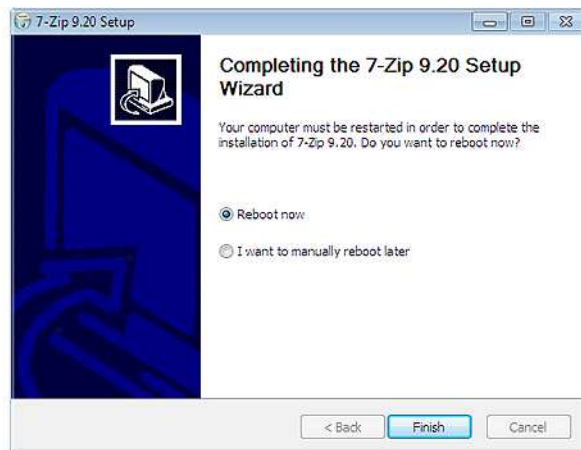 7-Zip 9.20 Setup
Completing the 7-Zip 9.20 Setup
Wizard
Your computer must be restarted in order to complete the
installation of 7-Zip 9.20. Do you want to reboot now?
Reboot now
I want to manually reboot later
< Back
Finish
Cancel